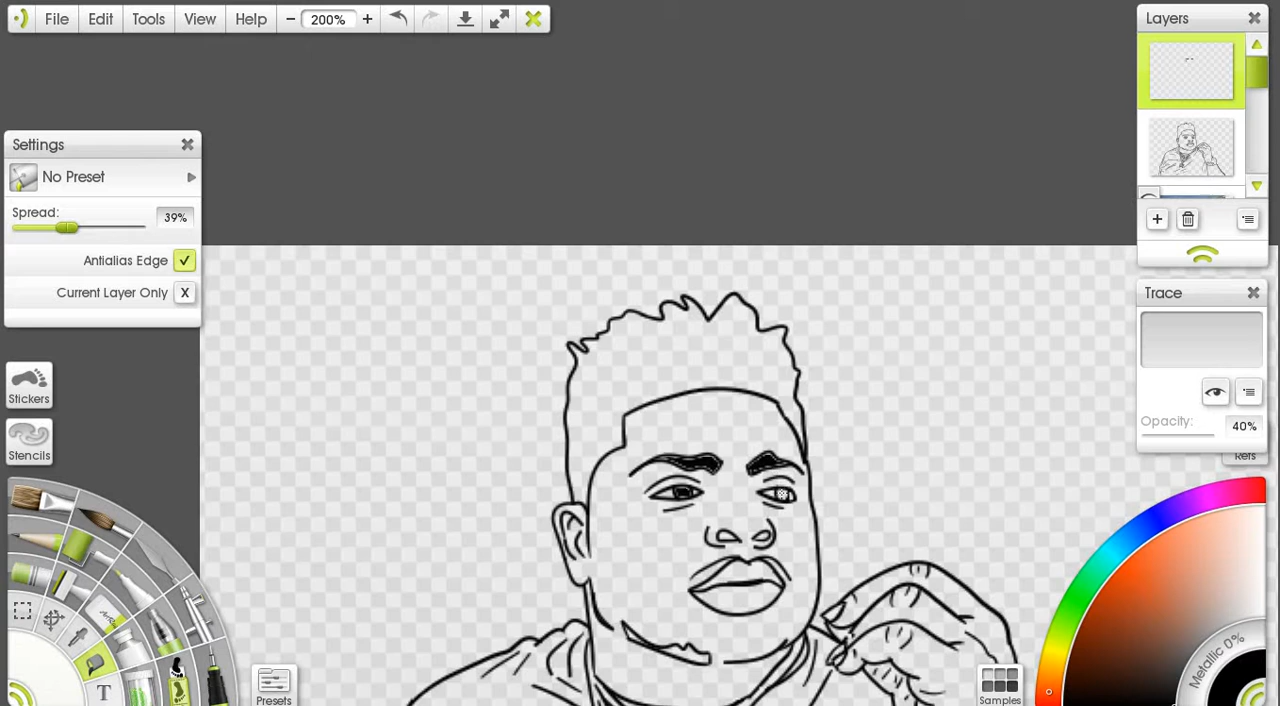 File Edit Tools View Help − 200% +
Layers
Settings
No Preset
Spread:
39%
Antialias Edge
Current Layer Only X
Trace
Opacity:
40%
Refs
Stickers
Stencils
T
Presets
Samples
Metallic 0%